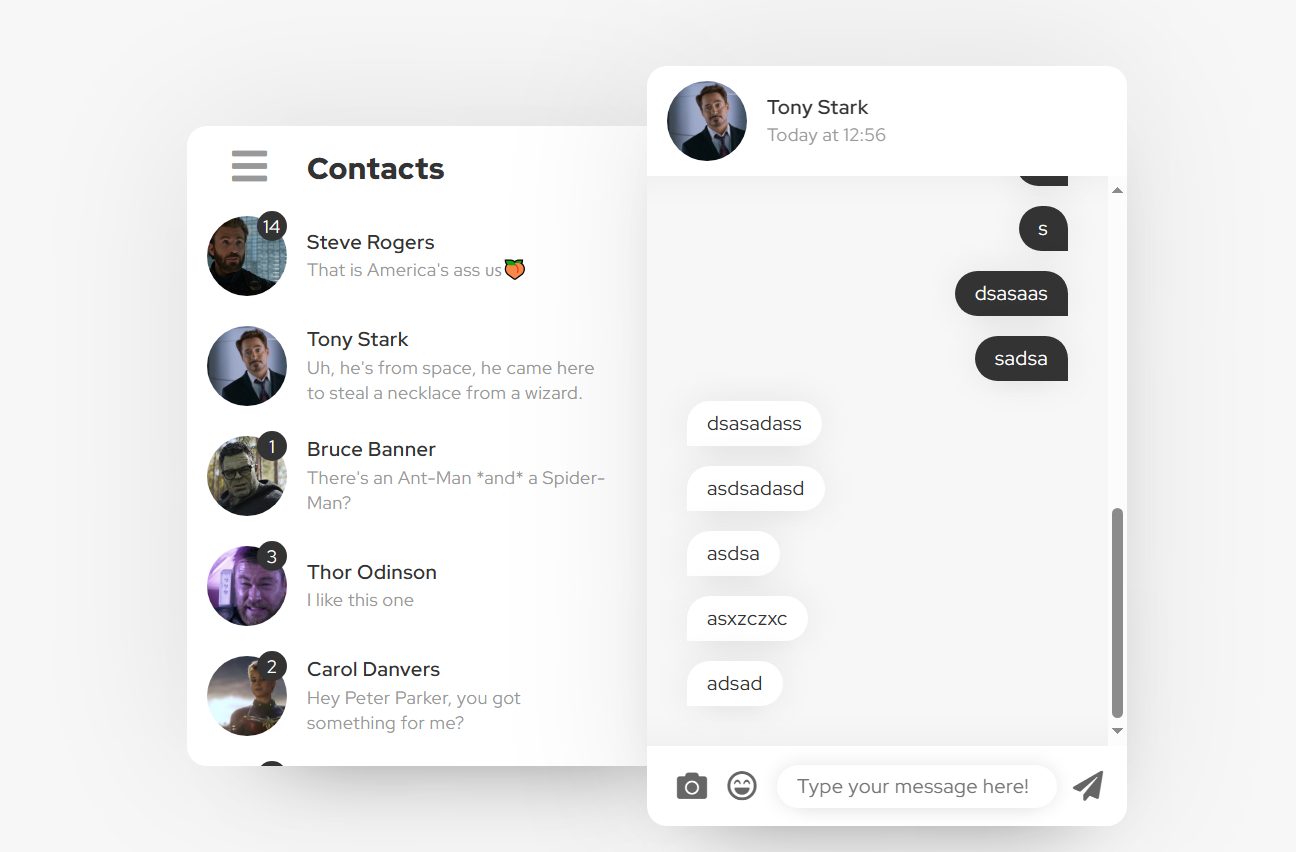 Contacts
14
Steve Rogers
That is America's ass us🍑
Tony Stark
Uh, he's from space, he came here
to steal a necklace from a wizard.
1
Bruce Banner
There's an Ant-Man *and* a Spider-
Man?
3
Thor Odinson
I like this one
2
Carol Danvers
Hey Peter Parker, you got
something for me?
Tony Stark
Today at 12:56
s
dsasaas
sadsa
dsasadass
asdsadasd
asdsa
asxzczxc
adsad
Type your message here!